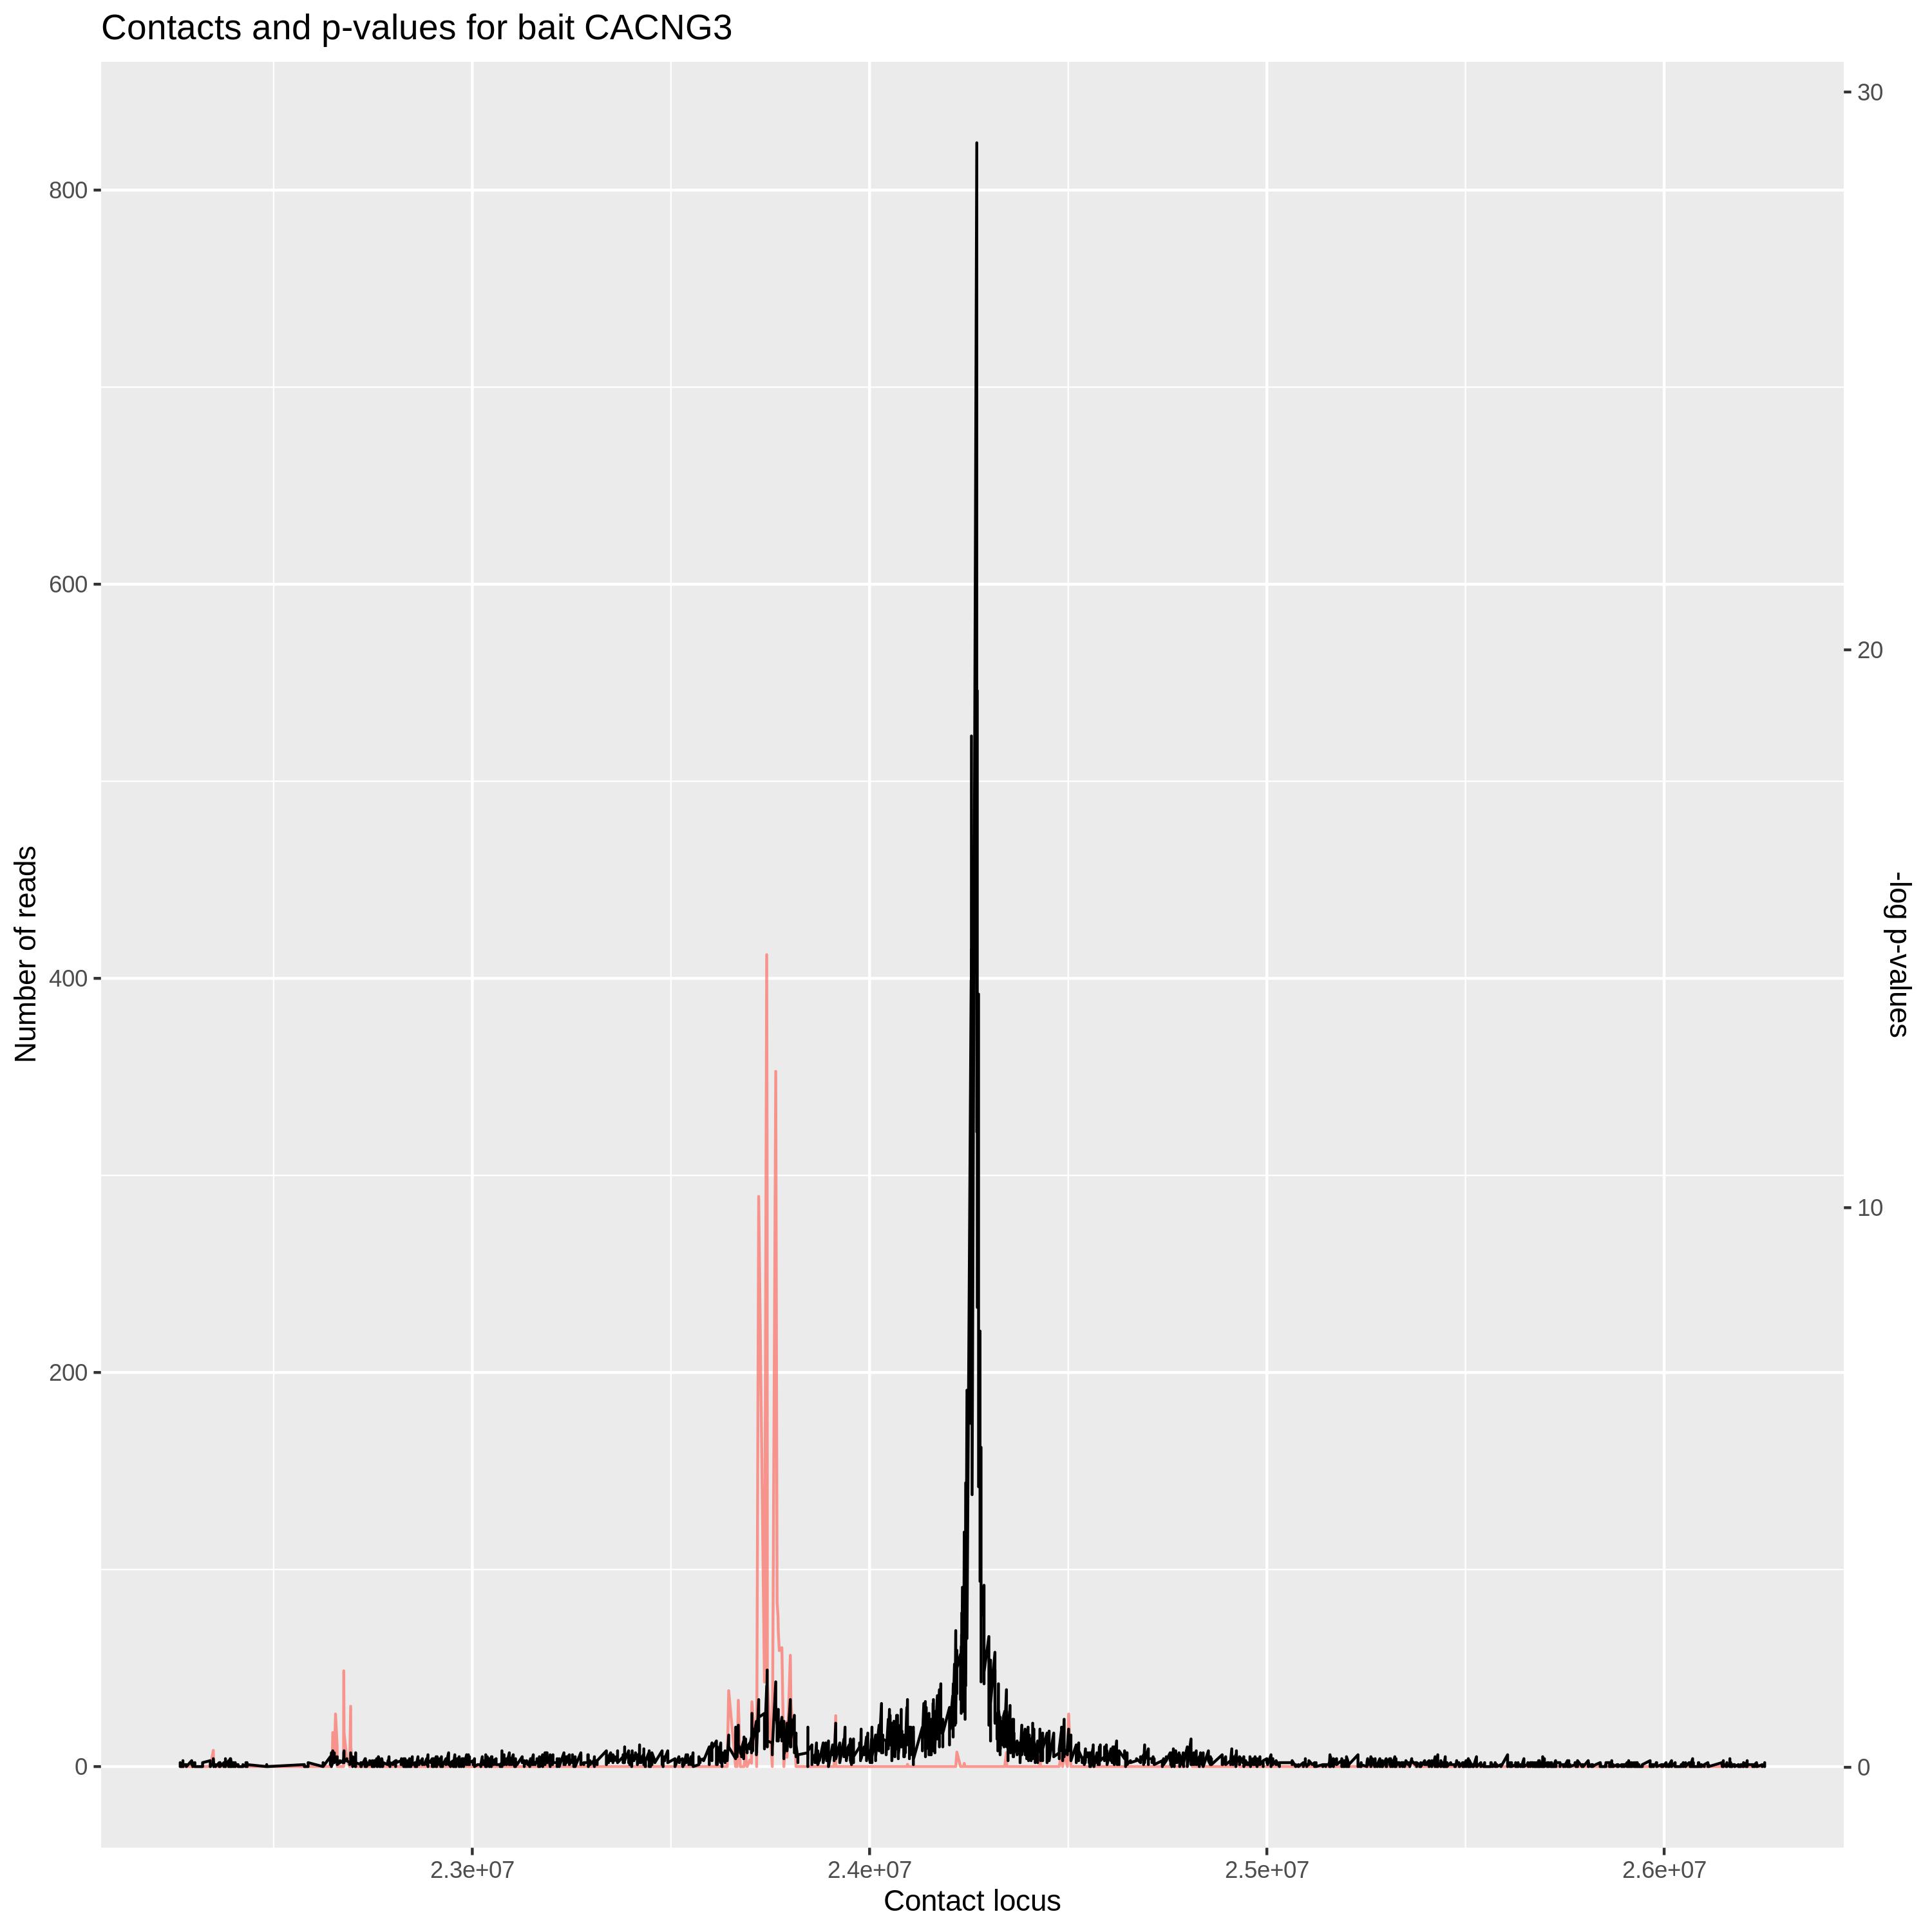 Contacts and p-values for bait CACNG3
800
600
400
200
0
Number of reads
30
20
10
0
-log p-values
2.3e+07
2.4e+07
2.5e+07
2.6e+07
Contact locus